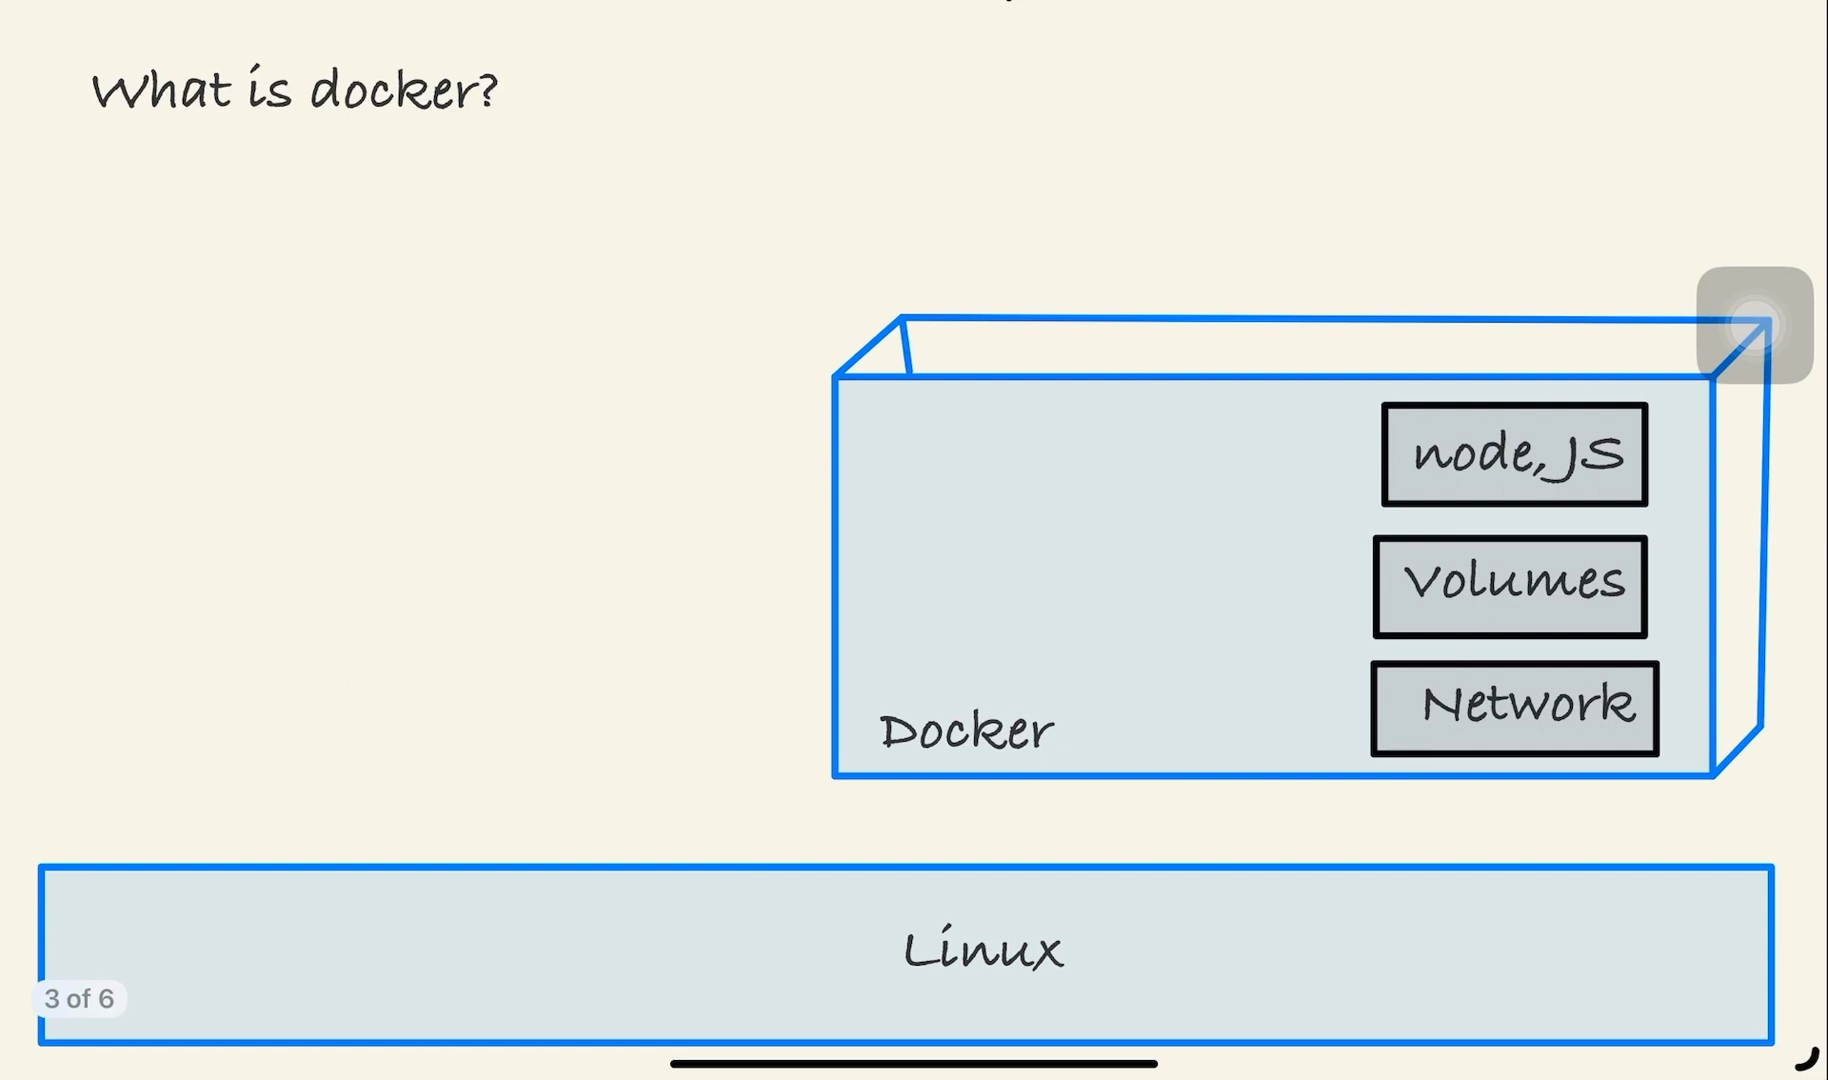 What is docker?
node, JS
Volumes
Network
Docker
Linux
3 of 6